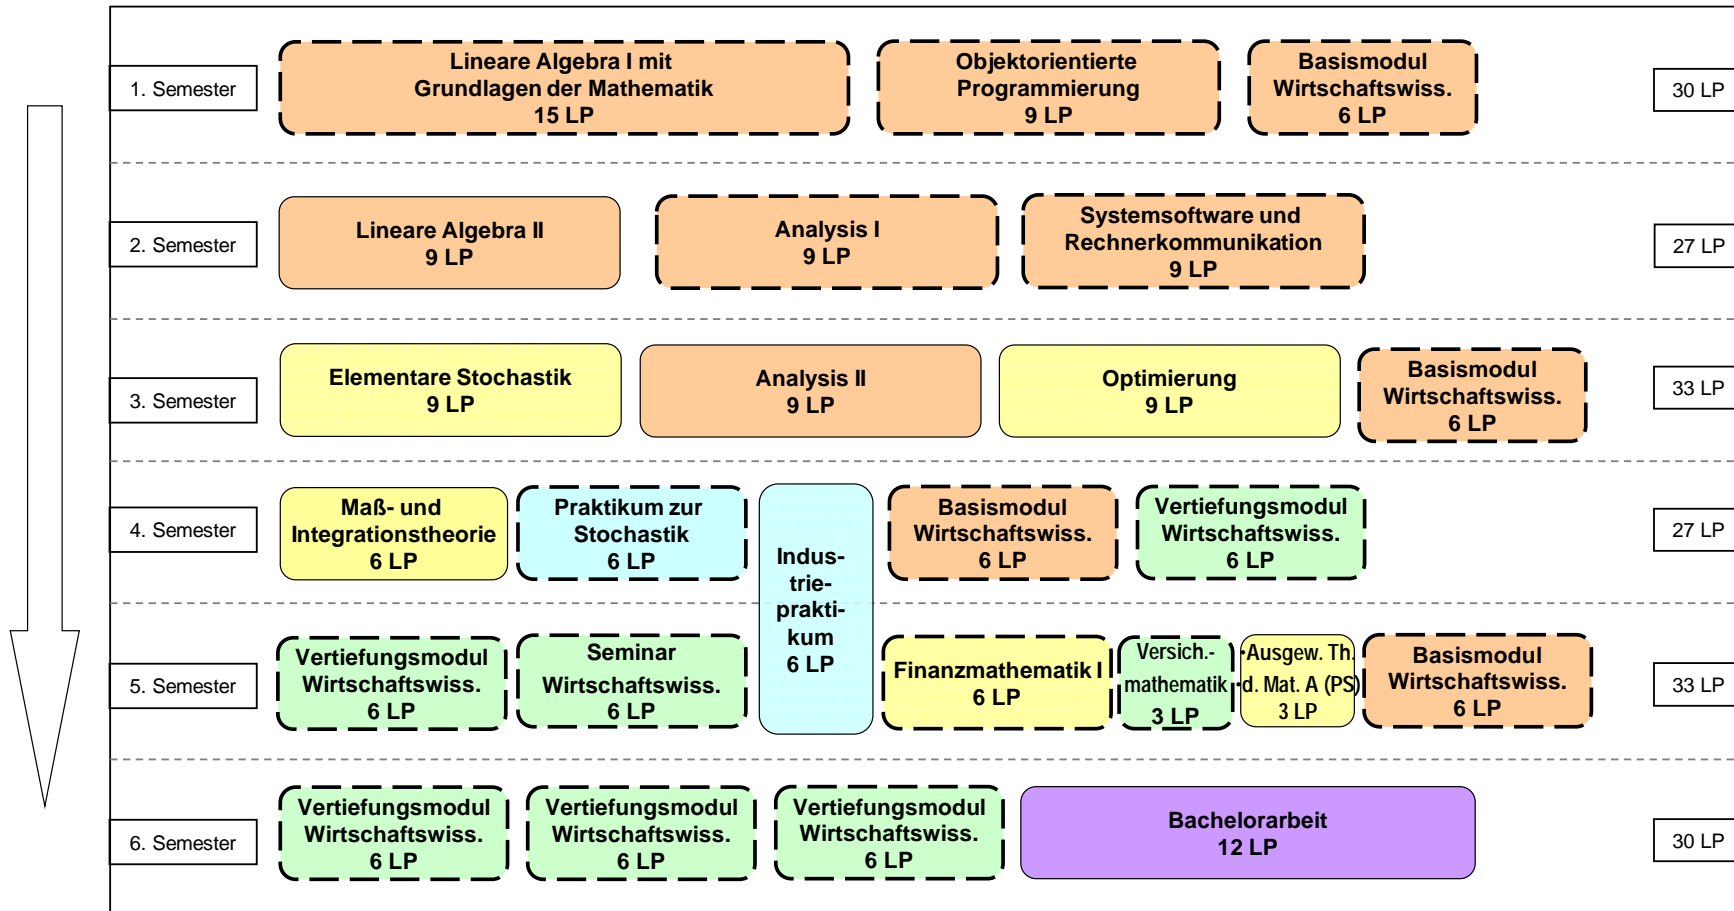 1. Semester
Lineare Algebra I mit
Grundlagen der Mathematik
15 LP
Objektorientierte
Programmierung
9 LP
Basismodul
Wirtschaftswiss.
6 LP
30 LP
2. Semester
Lineare Algebra II
9 LP
Analysis I
9 LP
Systemsoftware und
Rechnerkommunikation
9 LP
27 LP
3. Semester
Elementare Stochastik
9 LP
Analysis II
9 LP
Optimierung
9 LP
Basismodul
Wirtschaftswiss.
6 LP
33 LP
4. Semester
Maß- und
Integrationstheorie
6 LP
Praktikum zur
Stochastik
6 LP
Indus-
trie-
prakti-
kum
6 LP
Basismodul
Wirtschaftswiss.
6 LP
Vertiefungsmodul
Wirtschaftswiss.
6 LP
27 LP
5. Semester
Vertiefungsmodul
Wirtschaftswiss.
6 LP
Seminar
Wirtschaftswiss.
6 LP
Finanzmathematik I
6 LP
Versich.-
mathematik
3 LP
•Ausgew. Th.
•d. Mat. A (PS)
3 LP
Basismodul
Wirtschaftswiss.
6 LP
33 LP
6. Semester
Vertiefungsmodul
Wirtschaftswiss.
6 LP
Vertiefungsmodul
Wirtschaftswiss.
6 LP
Vertiefungsmodul
Wirtschaftswiss.
6 LP
Bachelorarbeit
12 LP
30 LP